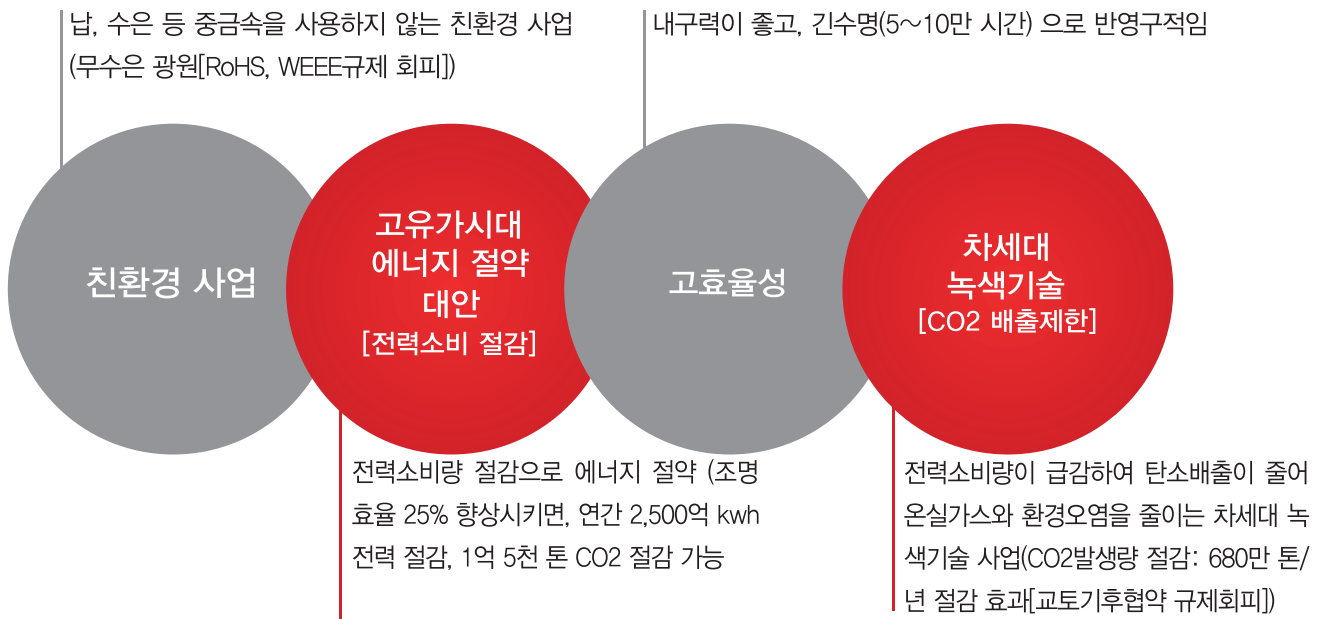 납, 수은 등 중금속을 사용하지 않는 친환경 사업
(무수은 광원[RoHS, WEEE규제 회피])
내구력이 좋고, 긴수명(5～10만 시간) 으로 반영구적임
친환경 사업
고유가시대
에너지 절약
대안
[전력소비 절감]
고효율성
차세대
녹색기술
[CO2 배출제한]
전력소비량 절감으로 에너지 절약 (조명
효율 25% 향상시키면, 연간 2,500억 kwh
전력 절감, 1억 5천 톤 CO2 절감 가능
전력소비량이 급감하여 탄소배출이 줄어
온실가스와 환경오염을 줄이는 차세대 녹
색기술 사업(CO2발생량 절감: 680만 톤/
년 절감 효과[교토기후협약 규제회피])